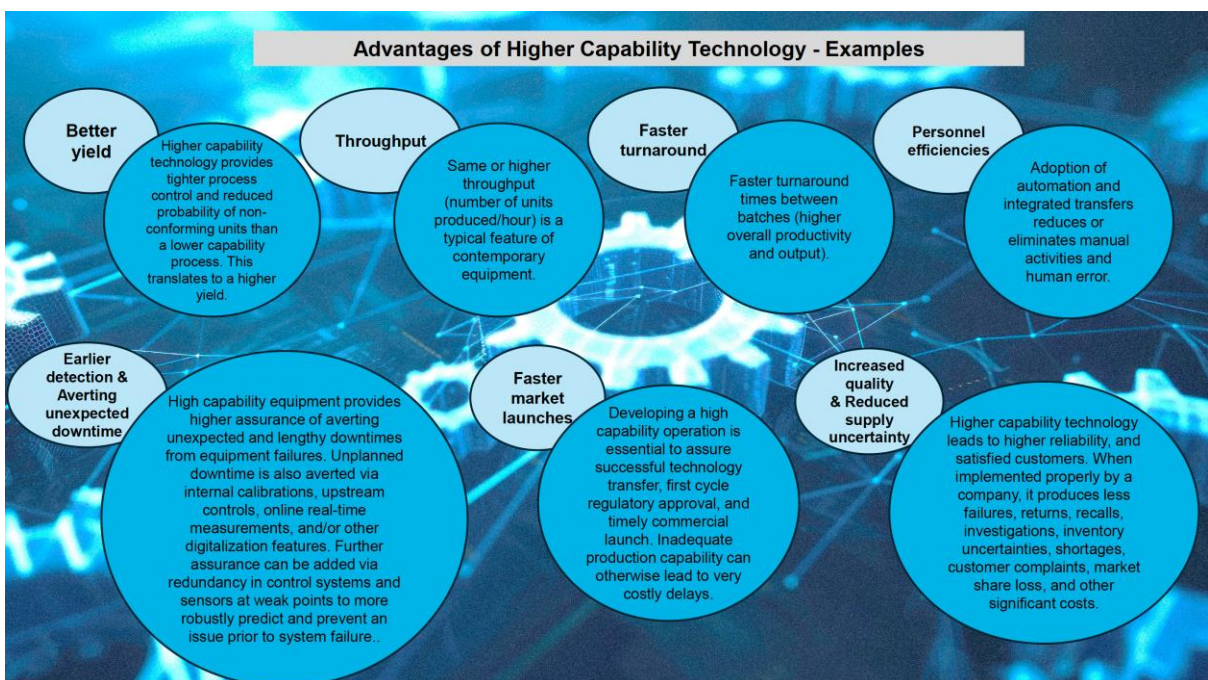 Advantages of Higher Capability Technology - Examples
Better
yield
Higher capability
technology provides
tighter process
control and reduced
probability of non-
conforming units than
a lower capability
process. This
translates to a higher
yield.
Throughput
Same or higher
throughput
(number of units
produced/hour) is a
typical feature of
contemporary
equipment.
Faster
turnaround
Faster turnaround
times between
batches (higher
overall productivity
and output).
Personnel
efficiencies
Adoption of
automation and
integrated transfers
reduces or
eliminates manual
activities and
human error.
Earlier
detection &
Averting
unexpected
downtime
High capability equipment provides
higher assurance of averting
unexpected and lengthy downtimes
from equipment failures. Unplanned
downtime is also averted via
internal calibrations, upstream
controls, online real-time
measurements, and/or other
digitalization features. Further
assurance can be added via
redundancy in control systems and
sensors at weak points to more
robustly predict and prevent an
issue prior to system failure..
Faster
market
launches
Developing a high
capability operation is
essential to assure
successful technology
transfer, first cycle
regulatory approval, and
timely commercial
launch. Inadequate
production capability can
otherwise lead to very
costly delays.
Increased
quality
& Reduced
supply
uncertainty
Higher capability technology
leads to higher reliability, and
satisfied customers. When
implemented properly by a
company, it produces less
failures, returns, recalls,
investigations, inventory
uncertainties, shortages,
customer complaints, market
share loss, and other
significant costs.